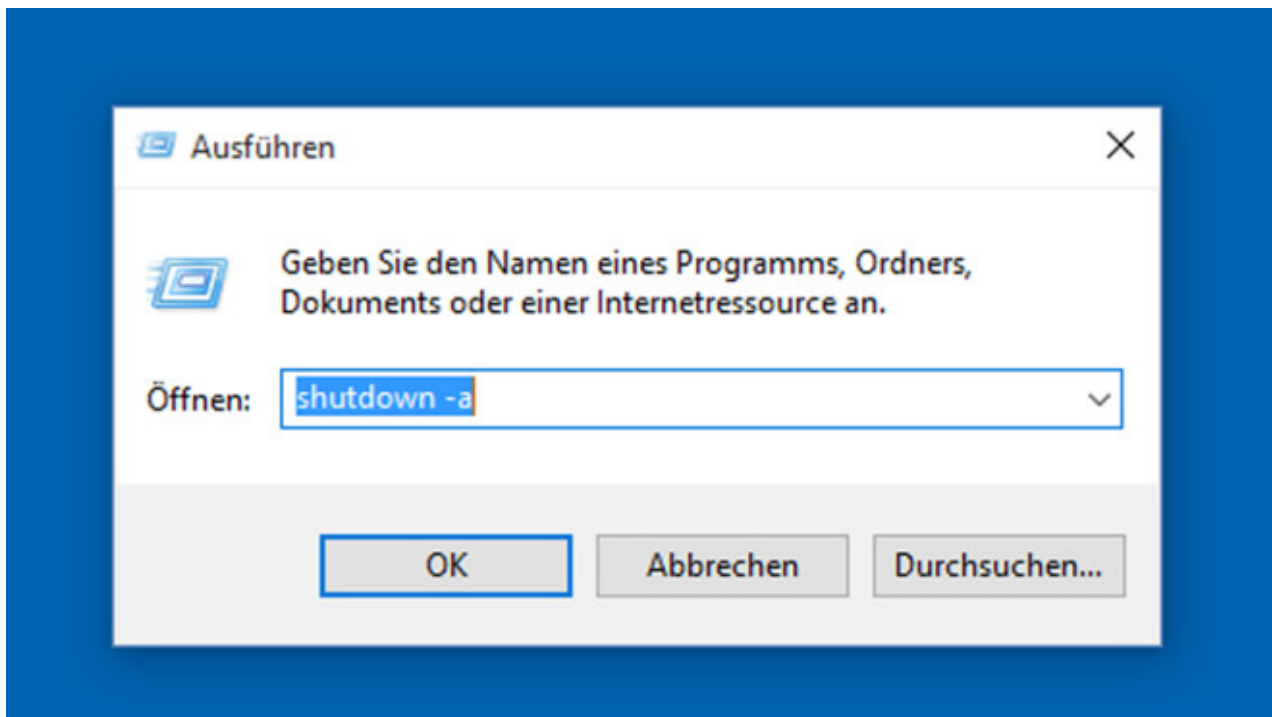 Ausführen
Geben Sie den Namen eines Programms, Ordners,
Dokuments oder einer Internetressource an.
Öffnen: shutdown -a
OK Abbrechen Durchsuchen...